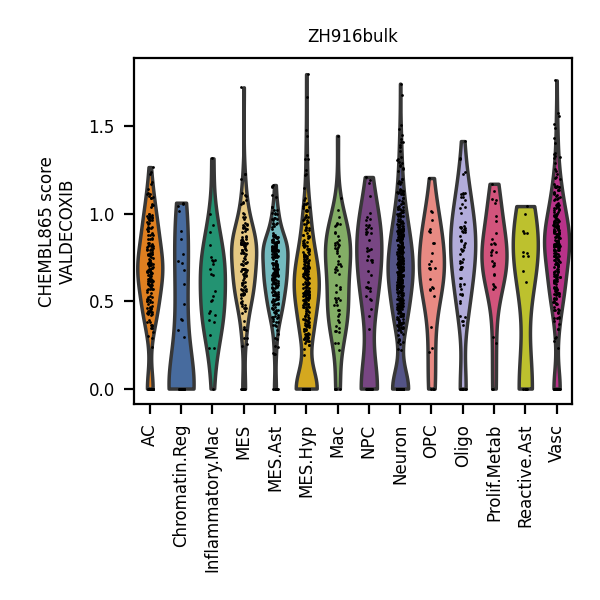 ZH916bulk
CHEMBL865 score
VALDECOXIB
1.5
1.0
0.5
0.0
AC
Chromatin.Reg
Inflammatory.Mac
MES
MES.Ast
MES.Hyp
Mac
NPC
Neuron
OPC
Oligo
Prolif.Metab
Reactive.Ast
Vasc